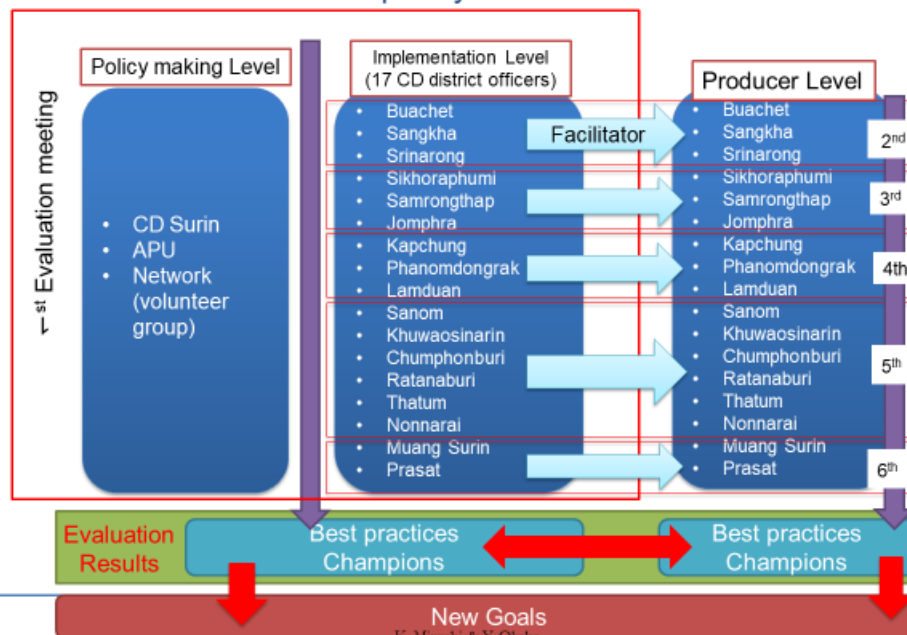 Policy making Level
Implementation Level
(17 CD district officers)
Producer Level
1st Evaluation meeting
• CD Surin
• APU
• Network
(volunteer
group)
• Buachet
• Sangkha
• Srinarong
• Sikhoraphumi
• Samrongthap
• Jomphra
• Kapchung
• Phanomdongrak
• Lamduan
• Sanom
• Khuwaosinarin
• Chumphonburi
• Ratanaburi
• Thatum
• Nonnarai
• Muang Surin
• Prasat
Facilitator
• Buachet
• Sangkha
• Srinarong
• Sikhoraphumi
• Samrongthap
• Jomphra
• Kapchung
• Phanomdongrak
• Lamduan
• Sanom
• Khuwaosinarin
• Chumphonburi
• Ratanaburi
• Thatum
• Nonnarai
• Muang Surin
• Prasat
2nd
3rd
4th
5th
6th
Evaluation
Results
Best practices
Champions
Best practices
Champions
New Goals